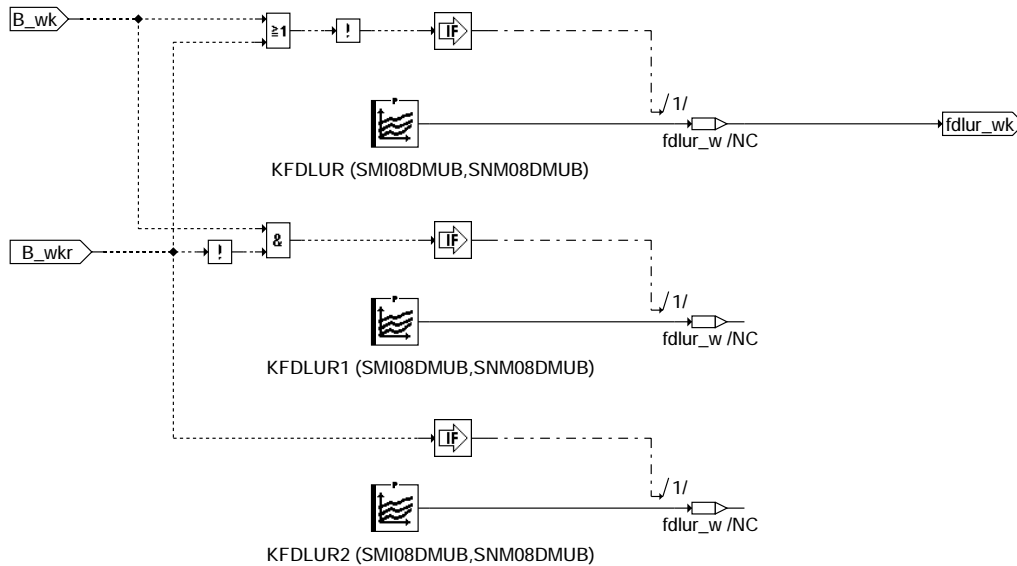 B_wk
≥1
!
IF
P
/1/
fdlur_w /NC
fdlur_wk
KFDLUR (SMI08DMUB,SNM08DMUB)
B_wkr
!
&
IF
P
/1/
fdlur_w /NC
KFDLUR1 (SMI08DMUB,SNM08DMUB)
IF
P
/1/
fdlur_w /NC
KFDLUR2 (SMI08DMUB,SNM08DMUB)